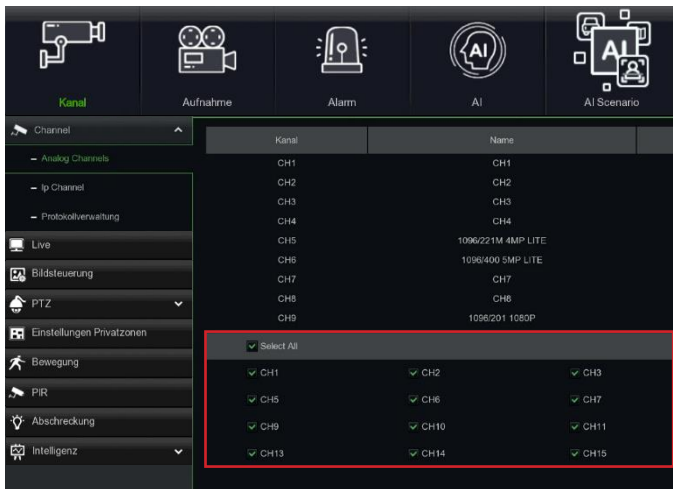 Kanal Aufnahme Alarm AI AI Scenario
AI
AI
Channel
Analog Channels
Ip Channel
Protokollverwaltung
Live
Bildsteuerung
PTZ
Einstellungen Privatzonen
Bewegung
PIR
Abschreckung
Intelligenz
Kanal Name
CH1 CH1
CH2 CH2
CH3 CH3
CH4 CH4
CH5 1096/221M 4MP LITE
CH6 1096/400 5MP LITE
CH7 CH7
CH8 CH8
CH9 1096/201 1080P
Select All
CH1 CH2 CH3
CH5 CH6 CH7
CH9 CH10 CH11
CH13 CH14 CH15